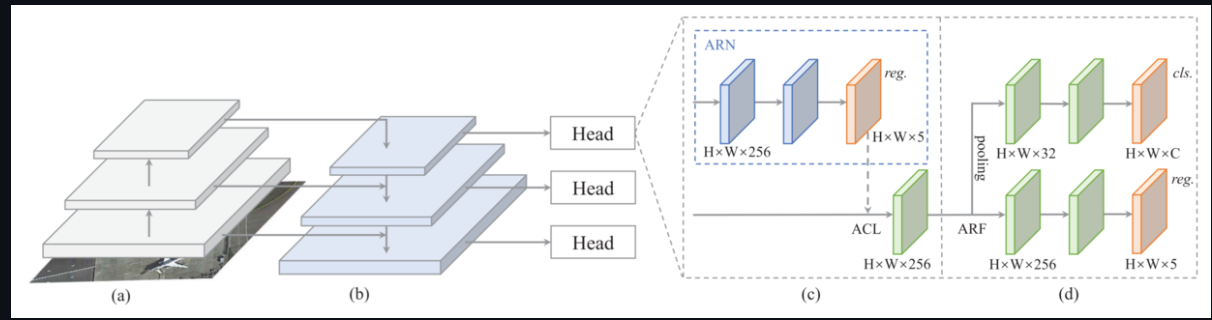 ARN
reg.
cls.
H×W×256
H×W×5
H×W×32
H×W×C
Head
pooling
reg.
Head
ACL
ARF
Head
H×W×256
H×W×256
H×W×5
(a)
(b)
(c)
(d)